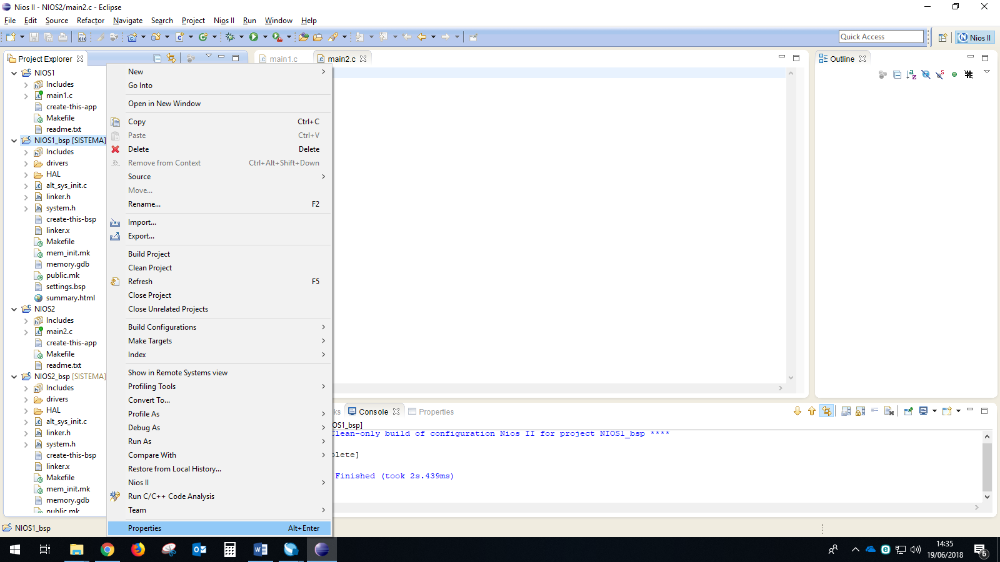 Nios II - NIOS2/main2.c - Eclipse
File Edit Source Refactor Navigate Search Project Nios II Run Window Help
Quick Access
Nios II
Project Explorer
main1.c
main2.c
Outline
NIOS1
Includes
main1.c
create-this-app
Makefile
readme.txt
NIOS1_bsp [SISTEMA]
Includes
drivers
HAL
alt_sys_init.c
linker.h
system.h
create-this-bsp
linker.x
Makefile
mem_init.mk
memory.gdb
public.mk
settings.bsp
summary.html
NIOS2
Includes
main2.c
create-this-app
Makefile
readme.txt
NIOS2_bsp [SISTEMA]
Includes
drivers
HAL
alt_sys_init.c
linker.h
system.h
create-this-bsp
linker.x
Makefile
mem_init.mk
memory.gdb
public.mk
New
Go Into
Open in New Window
Copy Ctrl+C
Paste Ctrl+V
Delete Delete
Remove from Context Ctrl+Alt+Shift+Down
Source
Move...
Rename... F2
Import...
Export...
Build Project
Clean Project
Refresh F5
Close Project
Close Unrelated Projects
Build Configurations
Make Targets
Index
Show in Remote Systems view
Profiling Tools
Convert To...
Profile As
Debug As
Run As
Compare With
Restore from Local History...
Nios II
Run C/C++ Code Analysis
Team
Properties Alt+Enter
ks
Console
Properties
OS1_bsp]
Clean-only build of configuration Nios II for project NIOS1_bsp ****
plete]
Finished (took 2s.439ms)
NIOS1_bsp
14:35
19/06/2018
6